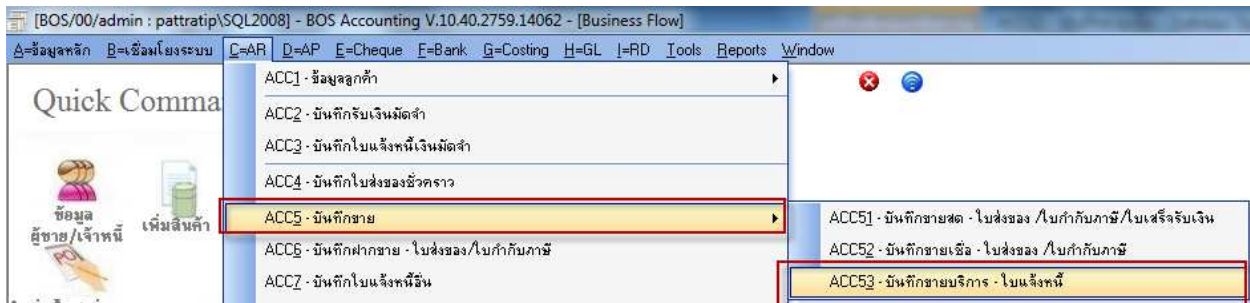 [BOS/00/admin : pattratip\SQL2008] - BOS Accounting V.10.40.2759.14062 - [Business Flow]
A=ข้อมูลหลัก B=เชื่อมโยงระบบ C=AR D=AP E=Cheque F=Bank G=Costing H=GL I=RD Tools Reports Window
Quick Comma
ข้อมูล
ผู้ขาย/เจ้าหนี้
เพิ่มสินค้า
ACC1 - ข้อมูลลูกค้า
ACC2 - บันทึกรับเงินมัดจำ
ACC3 - บันทึกใบแจ้งหนี้เงินมัดจำ
ACC4 - บันทึกใบส่งของชั่วคราว
ACC5 - บันทึกขาย
ACC6 - บันทึกฝากขาย - ใบส่งของ/ใบกำกับภาษี
ACC7 - บันทึกใบแจ้งหนี้อื่น
ACC51 - บันทึกขายสด - ใบส่งของ /ใบกำกับภาษี/ใบเสร็จรับเงิน
ACC52 - บันทึกขายเชื่อ - ใบส่งของ /ใบกำกับภาษี
ACC53 - บันทึกขายบริการ - ใบแจ้งหนี้
PO